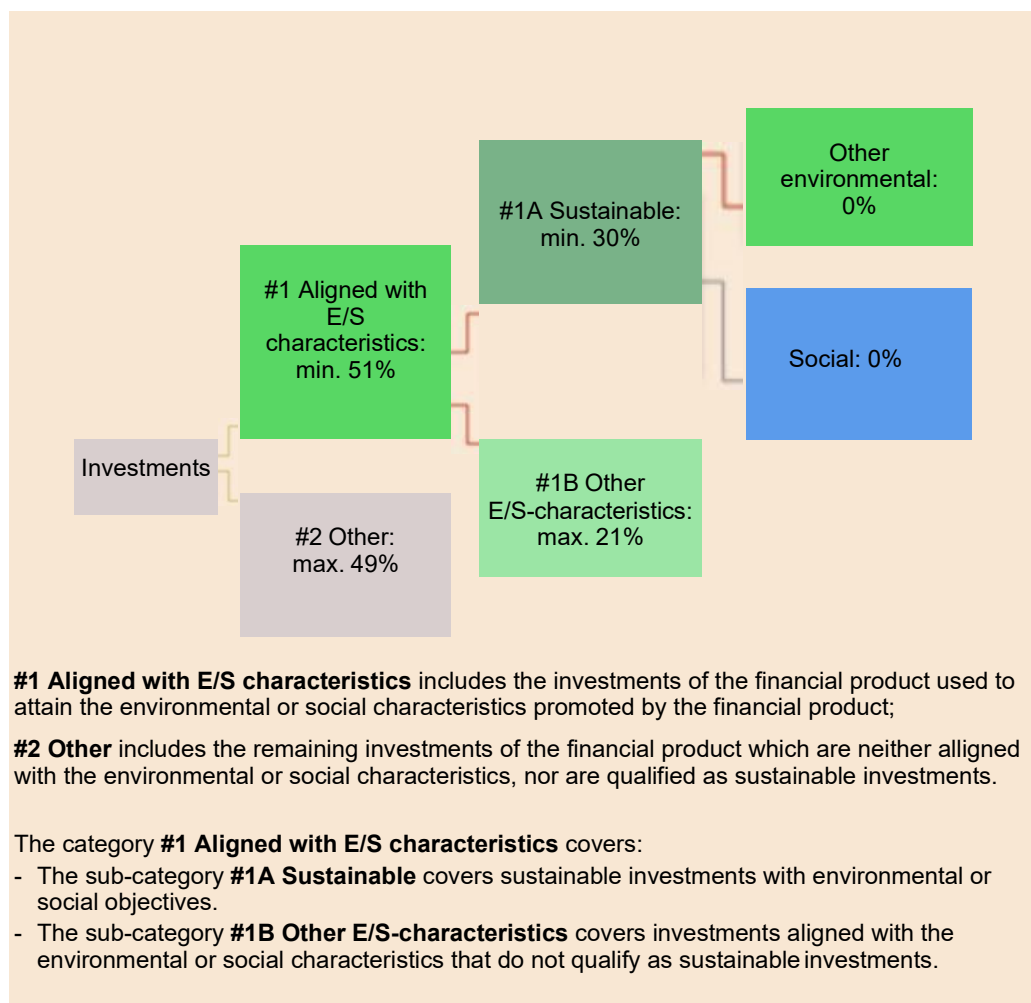 Other
environmental:
0%
#1A Sustainable:
min. 30%
#1 Aligned with
E/S
characteristics:
min. 51%
Social: 0%
Investments
#1B Other
E/S-characteristics:
max. 21%
#2 Other:
max. 49%
#1 Aligned with E/S characteristics includes the investments of the financial product used to
attain the environmental or social characteristics promoted by the financial product;
#2 Other includes the remaining investments of the financial product which are neither alligned
with the environmental or social characteristics, nor are qualified as sustainable investments.
The category #1 Aligned with E/S characteristics covers:
- The sub-category #1A Sustainable covers sustainable investments with environmental or
social objectives.
- The sub-category #1B Other E/S-characteristics covers investments aligned with the
environmental or social characteristics that do not qualify as sustainable investments.